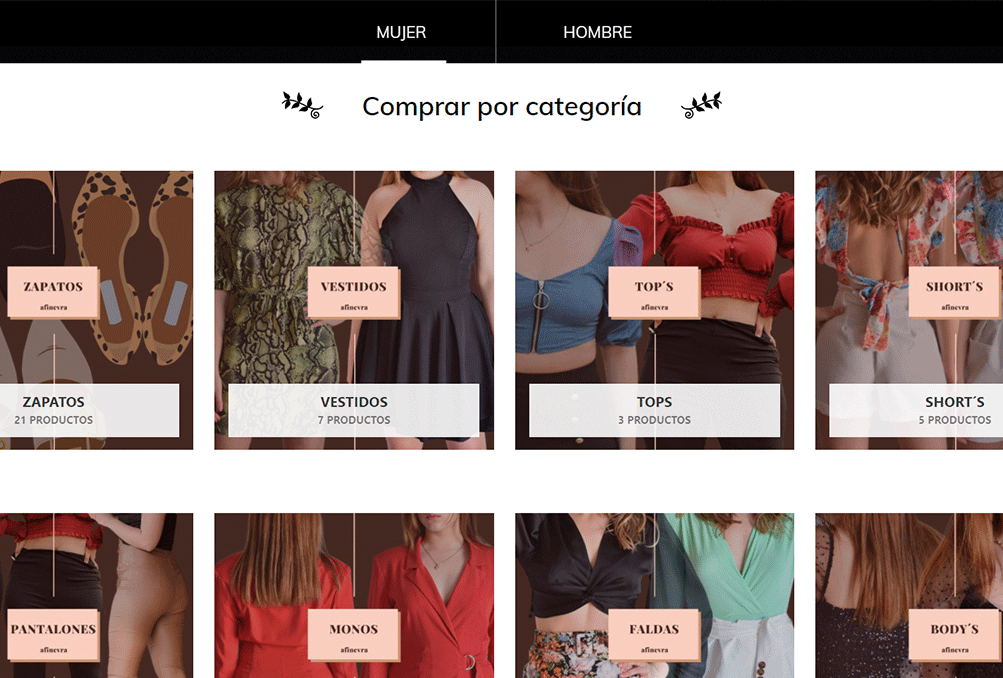 MUJER
HOMBRE
Comprar por categoría
ZAPATOS
afinevra
VESTIDOS
afinevra
TOP´S
afinevra
SHORT´S
afinevra
ZAPATOS
21 PRODUCTOS
VESTIDOS
7 PRODUCTOS
TOPS
3 PRODUCTOS
SHORT´S
5 PRODUCTOS
PANTALONES
afinevra
MONOS
afinevra
FALDAS
afinevra
BODY´S
afinevra